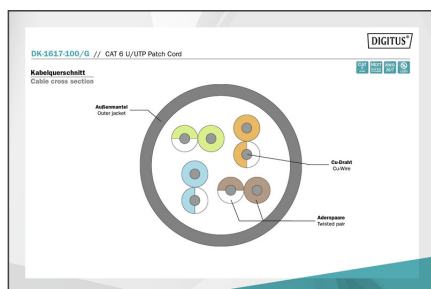 DIGITUS®
DK-1617-100/G // CAT 6 U/UTP Patch Cord
Kabelquerschnitt
Cable cross section
Außenmantel
Outer jacket
Cu-Draht
Cu-Wire
Adernpaare
Twisted pair